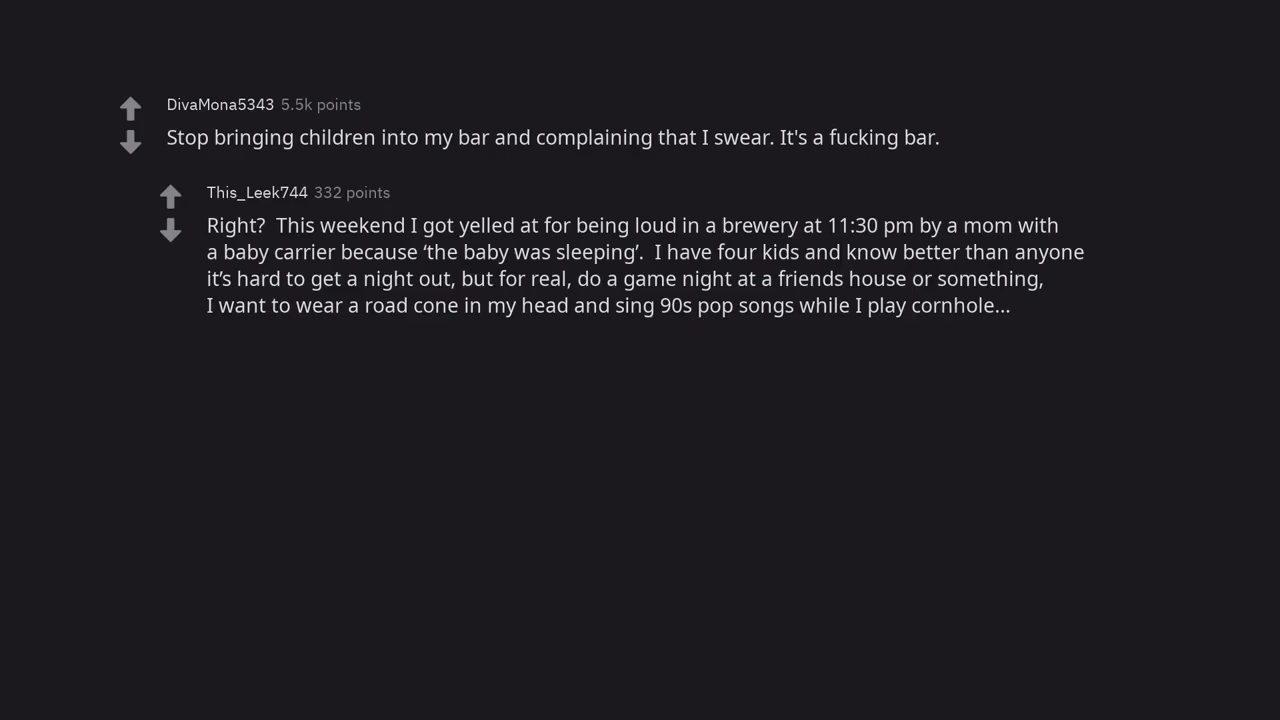 DivaMona5343 5.5k points
Stop bringing children into my bar and complaining that I swear. It's a fucking bar.
This_Leek744 332 points
Right?  This weekend I got yelled at for being loud in a brewery at 11:30 pm by a mom with
a baby carrier because ‘the baby was sleeping’.  I have four kids and know better than anyone
it’s hard to get a night out, but for real, do a game night at a friends house or something,
I want to wear a road cone in my head and sing 90s pop songs while I play cornhole...